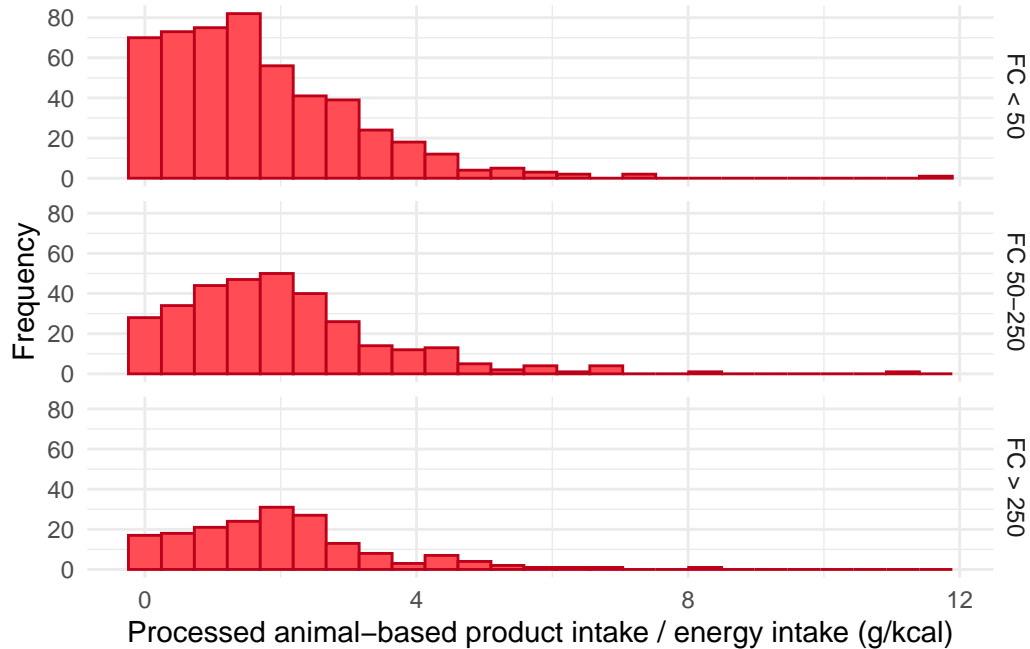 80
60
40
20
0
FC < 50
80
60
40
20
0
FC 50−250
80
60
40
20
0
FC > 250
Frequency
0 4 8 12
Processed animal−based product intake / energy intake (g/kcal)